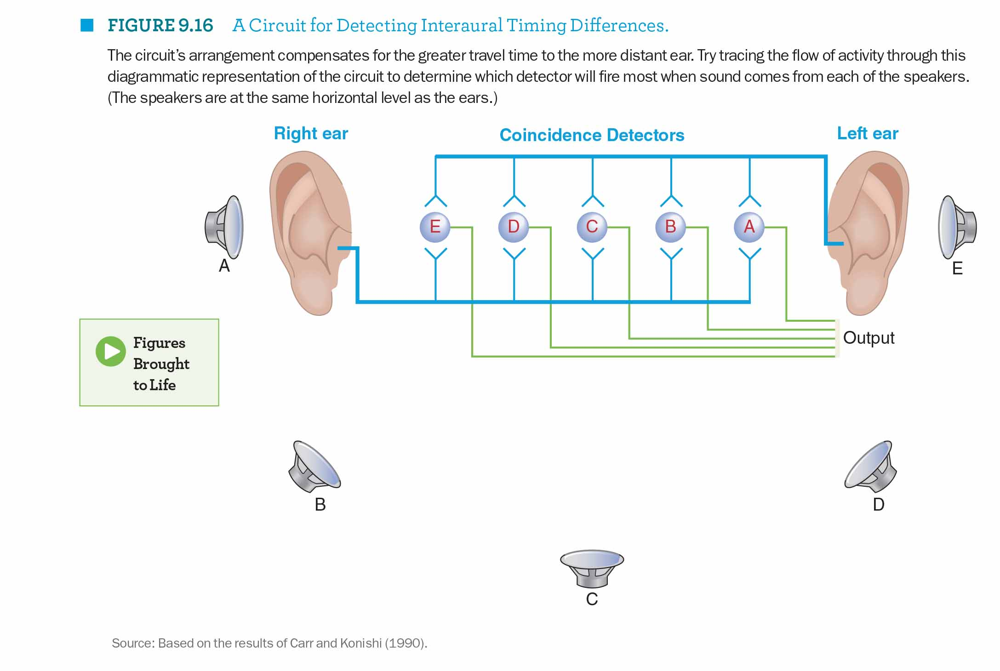 FIGURE 9.16 A Circuit for Detecting Interaural Timing Differences.
The circuit’s arrangement compensates for the greater travel time to the more distant ear. Try tracing the flow of activity through this
diagrammatic representation of the circuit to determine which detector will fire most when sound comes from each of the speakers.
(The speakers are at the same horizontal level as the ears.)
Right ear
Coincidence Detectors
Left ear
E D C B A
A
E
Output
Figures
Brought
to Life
B
D
C
Source: Based on the results of Carr and Konishi (1990).